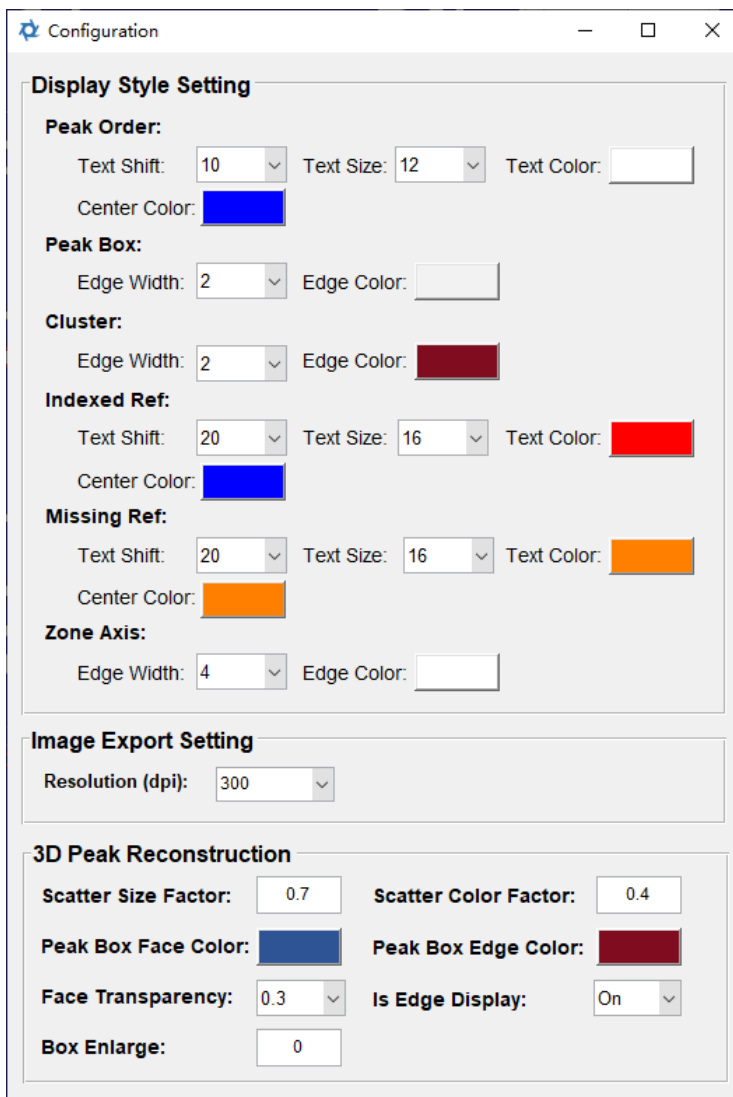 Configuration
Display Style Setting
Peak Order:
Text Shift: 10 Text Size: 12 Text Color:
Center Color:
Peak Box:
Edge Width: 2 Edge Color:
Cluster:
Edge Width: 2 Edge Color:
Indexed Ref:
Text Shift: 20 Text Size: 16 Text Color:
Center Color:
Missing Ref:
Text Shift: 20 Text Size: 16 Text Color:
Center Color:
Zone Axis:
Edge Width: 4 Edge Color:
Image Export Setting
Resolution (dpi): 300
3D Peak Reconstruction
Scatter Size Factor: 0.7 Scatter Color Factor: 0.4
Peak Box Face Color: Peak Box Edge Color:
Face Transparency: 0.3 Is Edge Display: On
Box Enlarge: 0